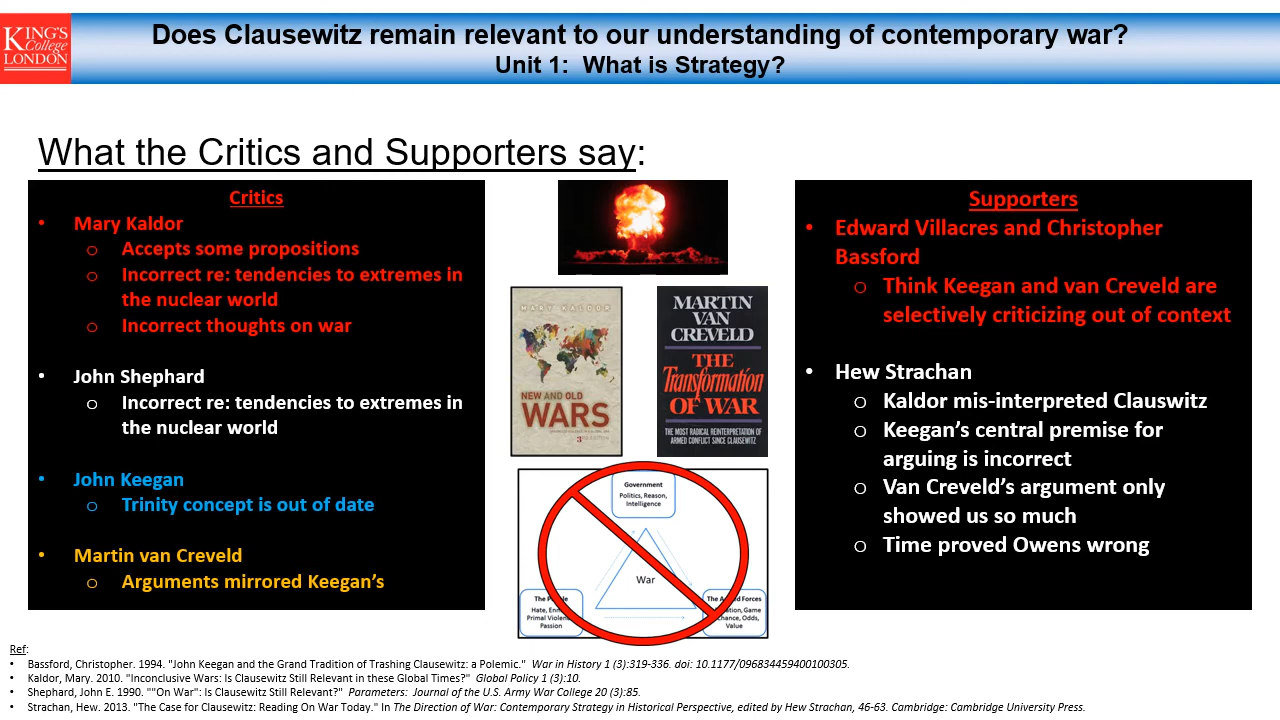 KING'S
College
LONDON
Does Clausewitz remain relevant to our understanding of contemporary war?
Unit 1: What is Strategy?
What the Critics and Supporters say:
Critics
• Mary Kaldor
o Accepts some propositions
o Incorrect re: tendencies to extremes in
the nuclear world
o Incorrect thoughts on war
• John Shephard
o Incorrect re: tendencies to extremes in
the nuclear world
• John Keegan
o Trinity concept is out of date
• Martin van Creveld
o Arguments mirrored Keegan's
MARY KALDOR
NEW AND OLD
WARS
3RD EDITION
MARTIN
VAN
CREVELD
THE
Transformation
OF WAR
THE MOST RADICAL REINTERPRETATION OF
ARMED CONFLICT SINCE CLAUSEWITZ
Government
Politics, Reason,
Intelligence
War
The
Hate,
Primal
Passion
The
Game
Odds,
Value
Supporters
• Edward Villacres and Christopher
Bassford
o Think Keegan and van Creveld are
selectively criticizing out of context
• Hew Strachan
o Kaldor mis-interpreted Clauswitz
o Keegan's central premise for
arguing is incorrect
o Van Creveld's argument only
showed us so much
o Time proved Owens wrong
Ref:
• Bassford, Christopher. 1994. "John Keegan and the Grand Tradition of Trashing Clausewitz: a Polemic." War in History 1 (3):319-336. doi: 10.1177/096834459400100305.
• Kaldor, Mary. 2010. "Inconclusive Wars: Is Clausewitz Still Relevant in these Global Times?" Global Policy 1 (3):10.
• Shephard, John E. 1990. ""On War": Is Clausewitz Still Relevant?" Parameters: Journal of the U.S. Army War College 20 (3):85.
• Strachan, Hew. 2013. "The Case for Clausewitz: Reading On War Today." In The Direction of War: Contemporary Strategy in Historical Perspective, edited by Hew Strachan, 46-63. Cambridge: Cambridge University Press.